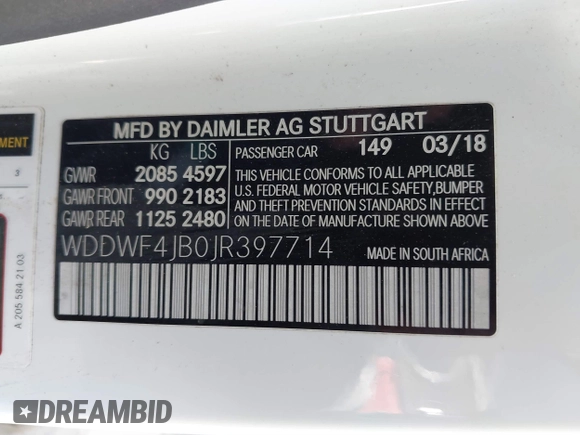 MENT
3
A 205 584 21 03
MFD BY DAIMLER AG STUTTGART
KG LBS
GVWR 2085 4597
GAWR FRONT 990 2183
GAWR REAR 1125 2480
PASSENGER CAR 149 03/18
THIS VEHICLE CONFORMS TO ALL APPLICABLE
U.S. FEDERAL MOTOR VEHICLE SAFETY,BUMPER
AND THEFT PREVENTION STANDARDS IN EFFECT
ON THE DATE OF MANUFACTURE SHOWN ABOVE.
WDDWF4JB0JR397714
MADE IN SOUTH AFRICA
DREAMBID